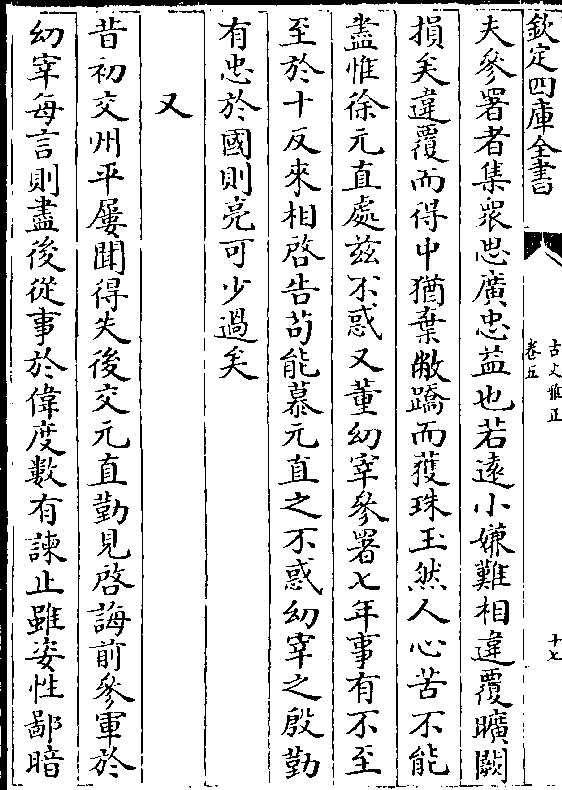 欽定四庫全書
古文雅正
卷五
十七
夫參署者集衆思廣忠益也若遠小嫌難相違覆曠闕
損矣違覆而得中猶棄敝蹻而獲珠玉然人心苦不能
盡惟徐元直處兹不惑又董幼宰參署七年事有不至
至於十反來相啓告苟能慕元直之不惑幼宰之殷勤
有忠於國則亮可少過矣
又
昔初交州平屢聞得失後交元直勤見啓誨前參軍於
幼宰每言則盡後從事於偉度數有諫止雖姿性鄙暗